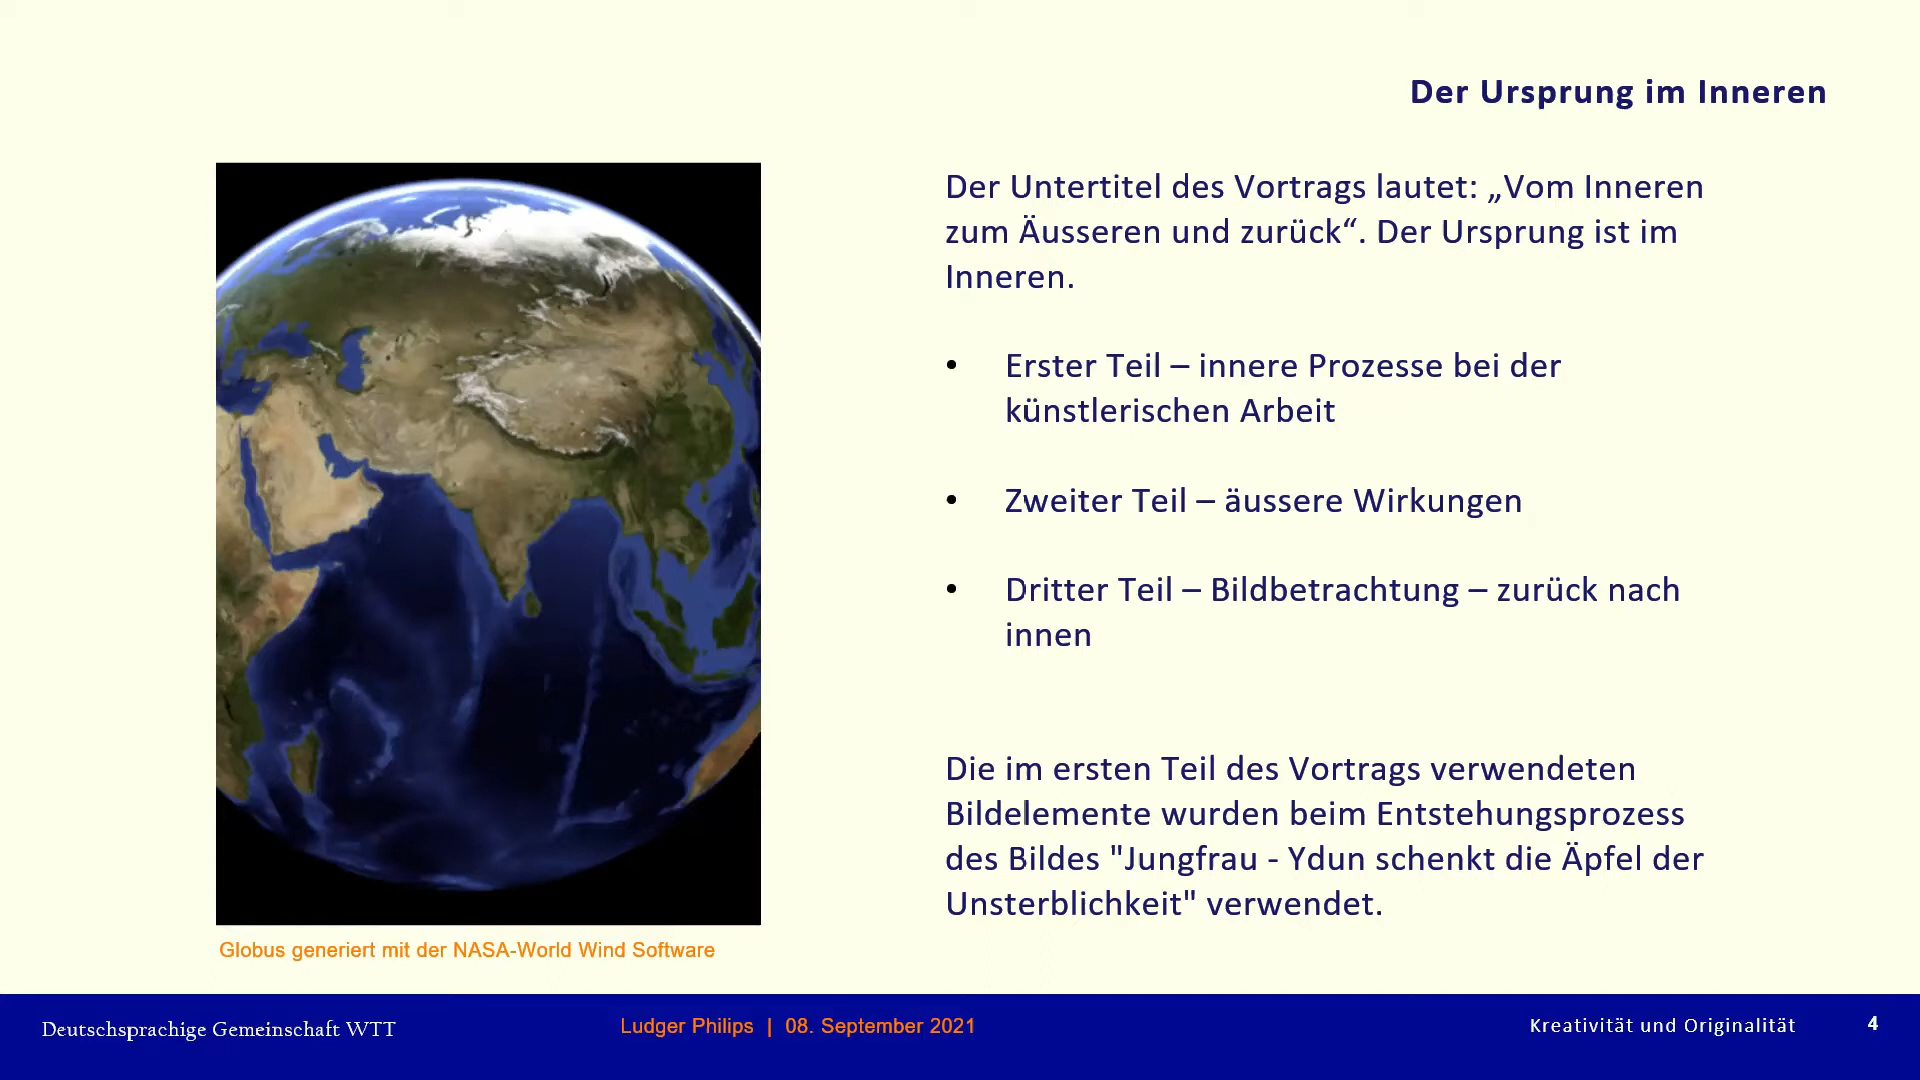 Der Ursprung im Inneren
Der Untertitel des Vortrags lautet: „Vom Inneren
zum Äusseren und zurück“. Der Ursprung ist im
Inneren.
• Erster Teil – innere Prozesse bei der
künstlerischen Arbeit
• Zweiter Teil – äussere Wirkungen
• Dritter Teil – Bildbetrachtung – zurück nach
innen
Die im ersten Teil des Vortrags verwendeten
Bildelemente wurden beim Entstehungsprozess
des Bildes "Jungfrau - Ydun schenkt die Äpfel der
Unsterblichkeit" verwendet.
Globus generiert mit der NASA-World Wind Software
Deutschsprachige Gemeinschaft WTT
Ludger Philips | 08. September 2021
Kreativität und Originalität
4